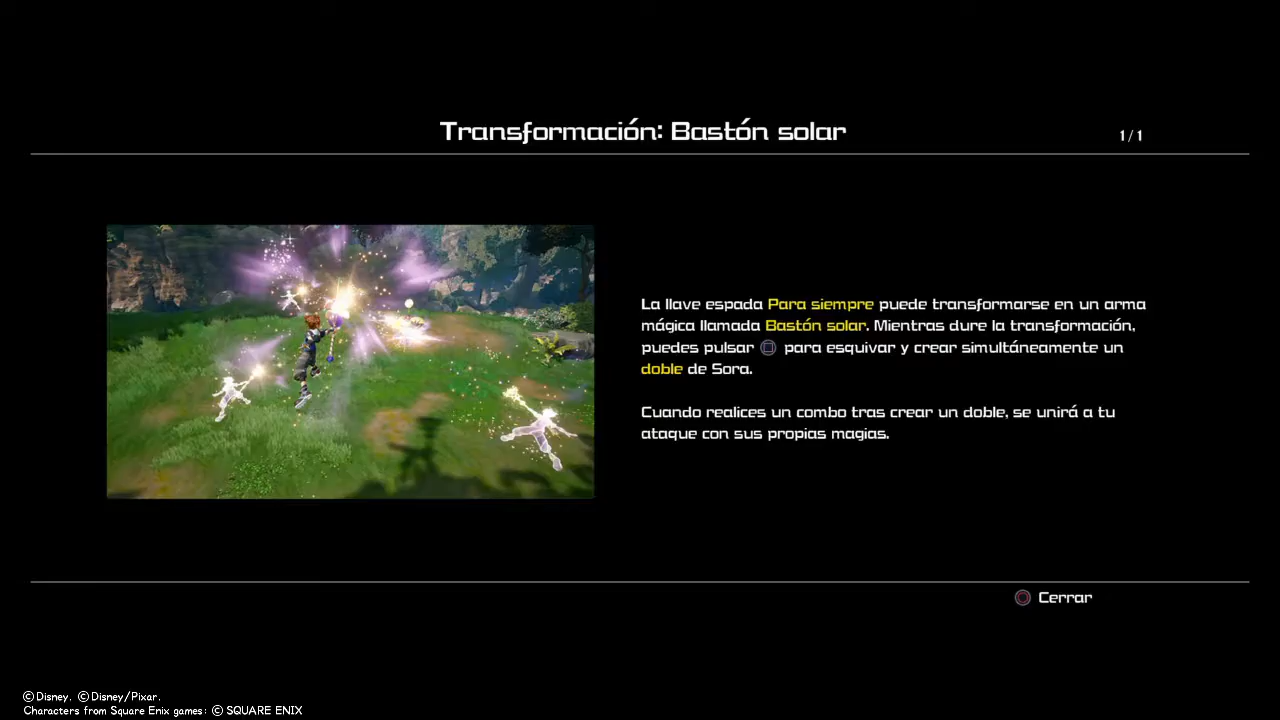 Transformación: Bastón solar
1/1
La llave espada Para siempre puede transformarse en un arma
mágica llamada Bastón solar. Mientras dure la transformación,
puedes pulsar para esquivar y crear simultáneamente un
doble de Sora.
Cuando realices un combo tras crear un doble, se unirá a tu
ataque con sus propias magias.
Cerrar
©Disney. ©Disney/Pixar.
Characters from Square Enix games: © SQUARE ENIX